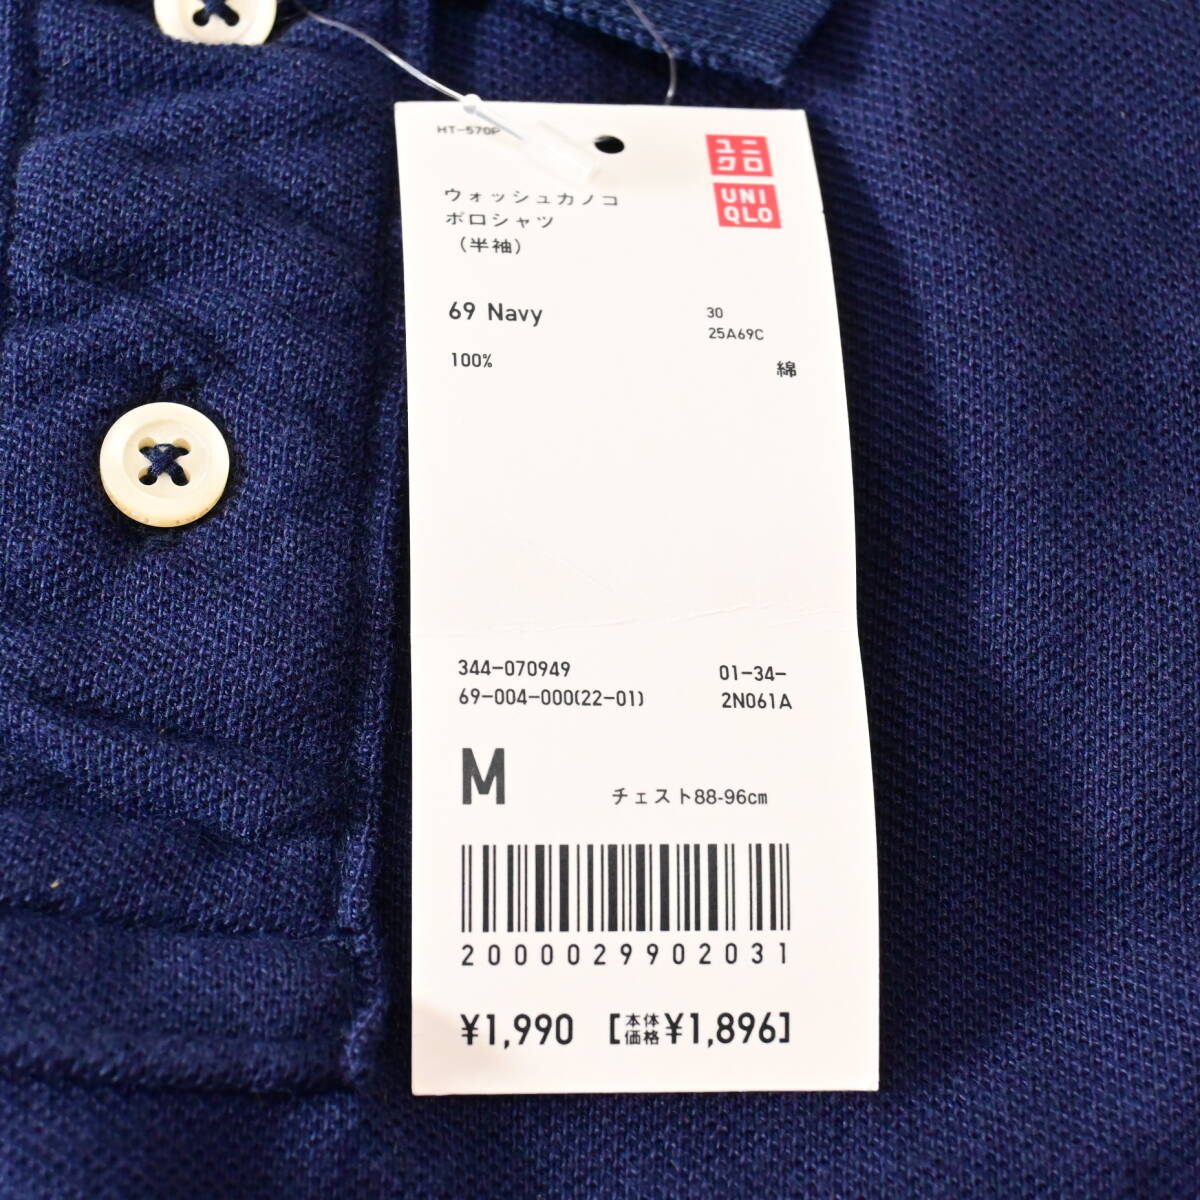 HT-570P
ユニ
クロ
UNI
QLO
ウォッシュカノコ
ポロシャツ
(半袖)
69 Navy
30
25A69C
100%
綿
344-070949
01-34-
69-004-000(22-01)
2N061A
M
チェスト88-96cm
2000029902031
¥1,990 [本体価格¥1,896]